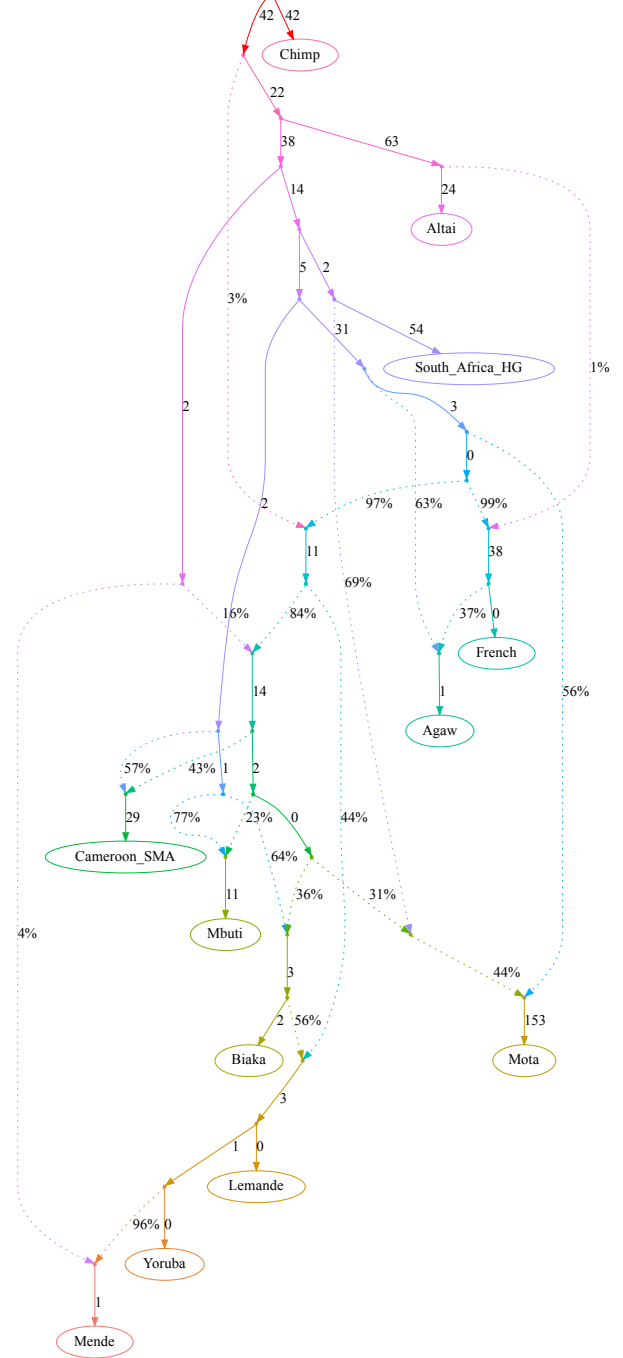 42 42
Chimp
22
38 63
14 24
Altai
5 2
3%
31 54
South_Africa_HG
1%
2 3
0
2 97% 63% 99%
11 38
69%
16% 84% 37% 0
French
14 1
56%
Agaw
57% 43% 1 2
29 77% 23% 0 44%
Cameroon_SMA 64%
11 36% 31%
4% Mbuti
3 44%
2 56% 153
Biaka Mota
3
1 0
Lemande
96% 0
Yoruba
1
Mende